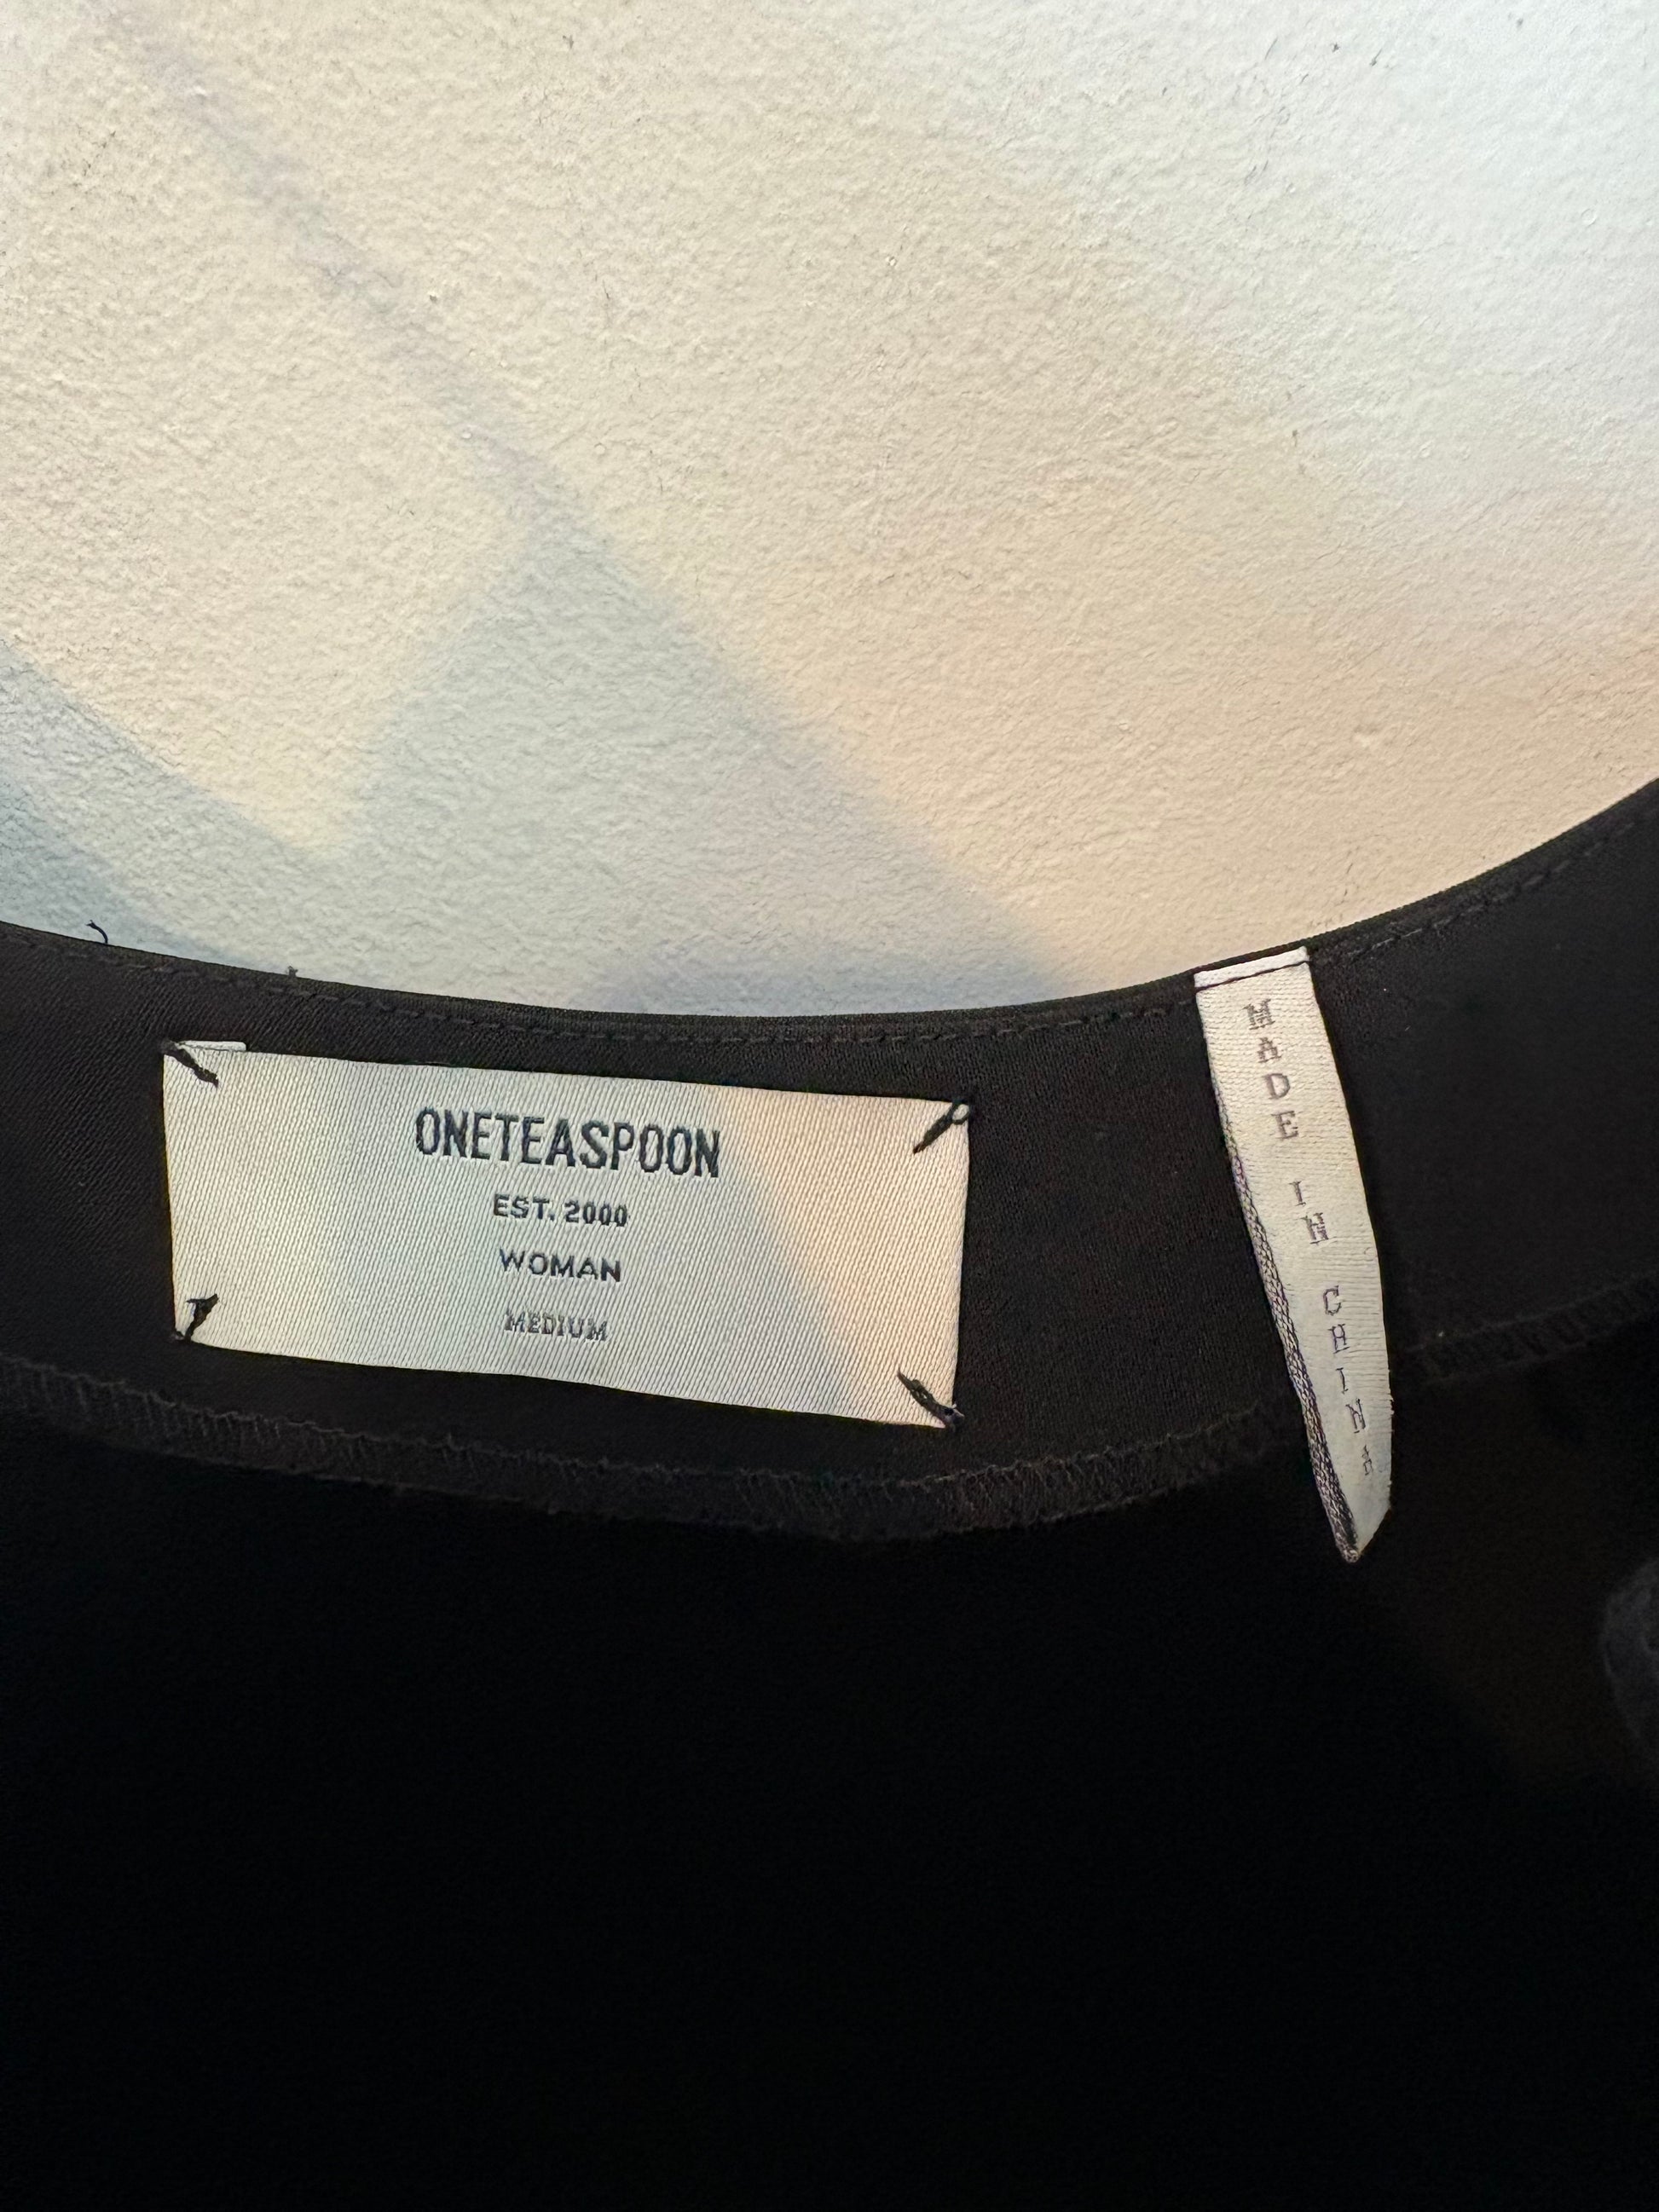 ONETEASPOON
EST. 2000
WOMAN
MEDIUM
MADE IN CHINA